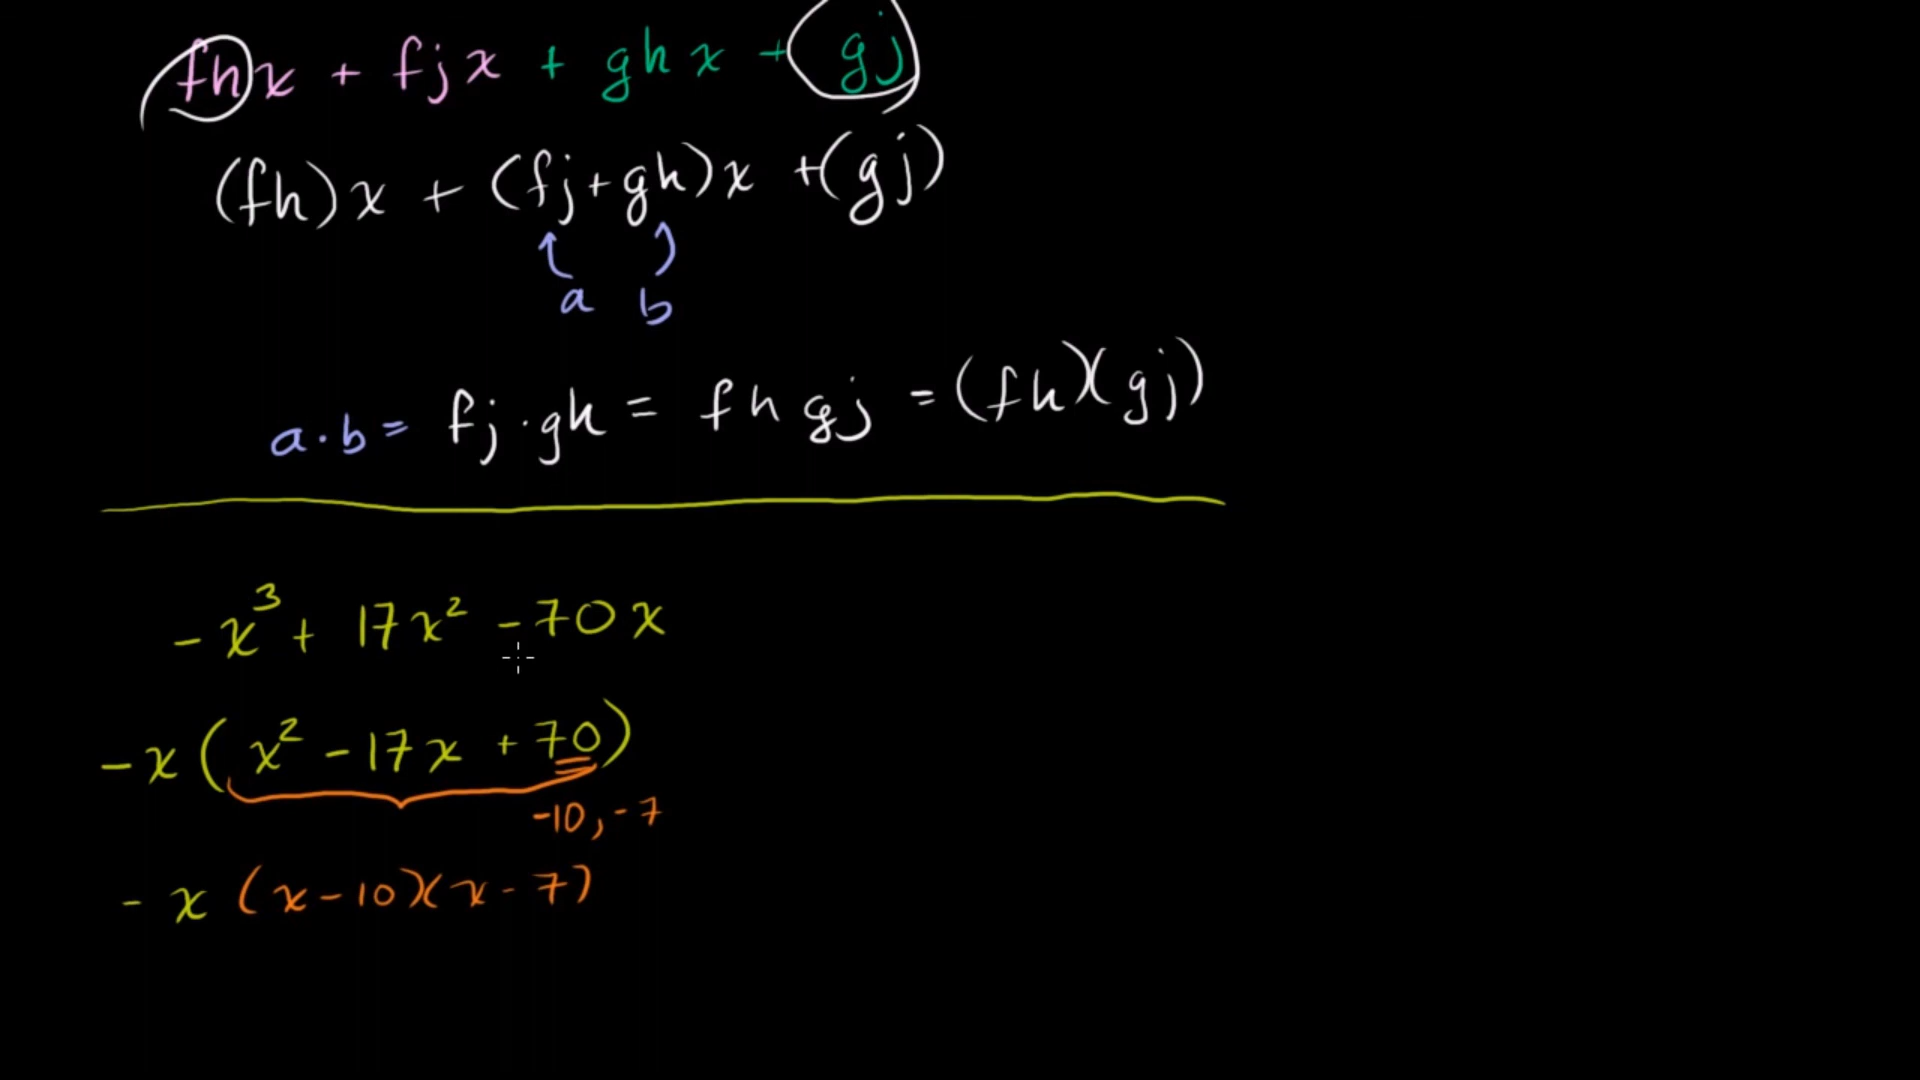 fhx + fjx + ghx + gj
(fh)x + (fj+gh)x + (gj)
a b
a·b = fj·gh = fhgj = (fh)(gj)
-x³ + 17x² - 70x
-x(x² - 17x + 70)
-10, -7
-x(x-10)(x-7)